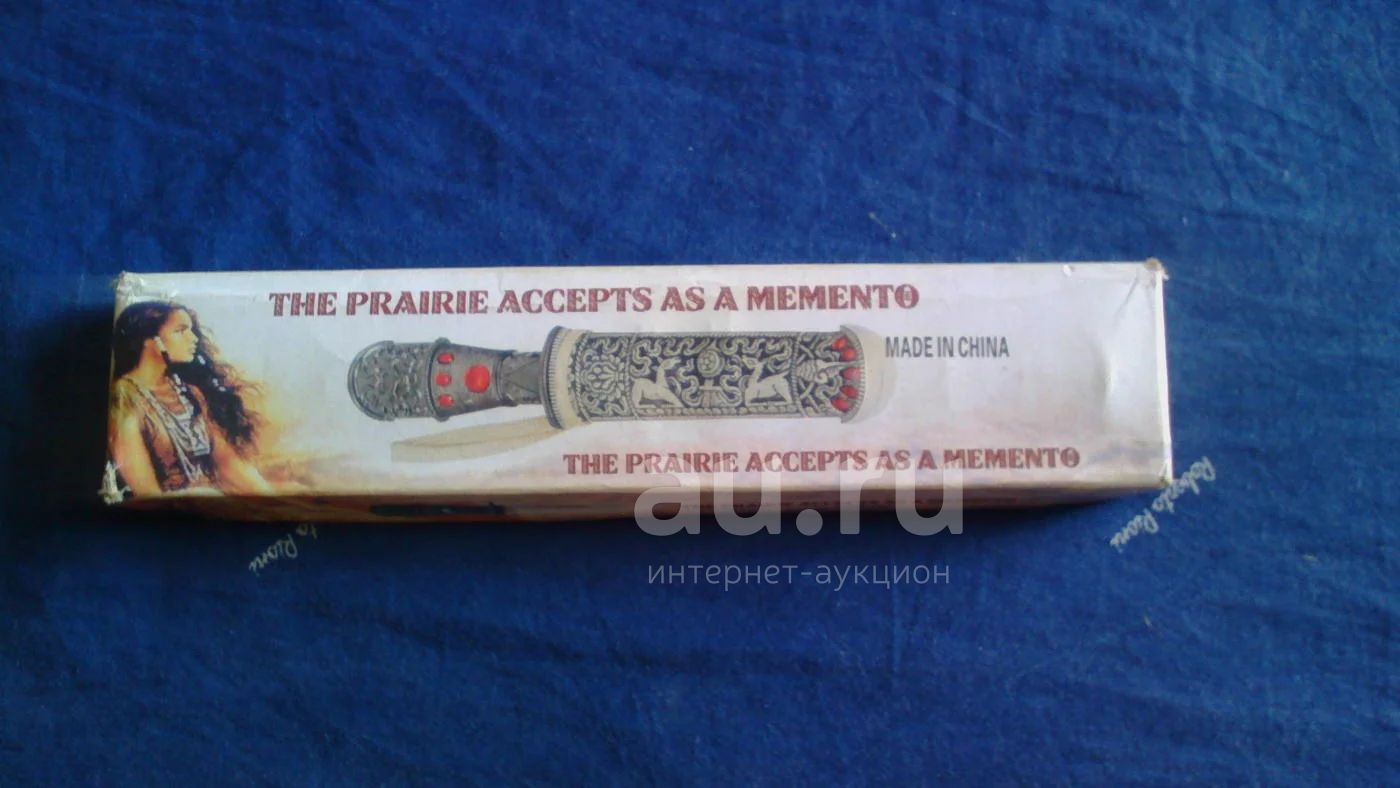 THE PRAIRIE ACCEPTS AS A MEMENTO
MADE IN CHINA
THE PRAIRIE ACCEPTS AS A MEMENTO
au.ru
интернет-аукцион